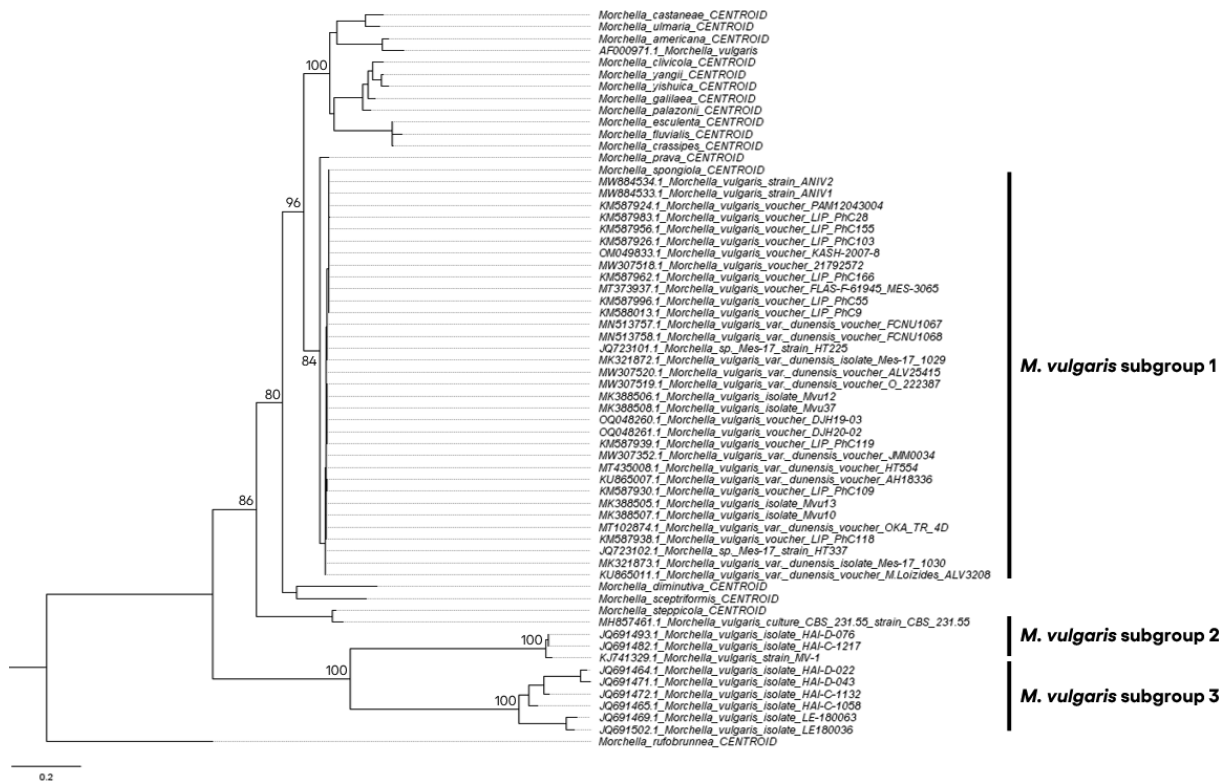 Morchella_castaneae_CENTROID
Morchella_ulmaria_CENTROID
Morchella_americana_CENTROID
AF000971.1_Morchella_vulgaris
Morchella_clivicola_CENTROID
100
Morchella_yangii_CENTROID
Morchella_yishuica_CENTROID
Morchella_galilaea_CENTROID
Morchella_palazonii_CENTROID
Morchella_esculenta_CENTROID
Morchella_fluvialis_CENTROID
Morchella_crassipes_CENTROID
Morchella_prava_CENTROID
Morchella_spongiola_CENTROID
MW884534.1_Morchella_vulgaris_strain_ANIV2
MW884533.1_Morchella_vulgaris_strain_ANIV1
96
KM587924.1_Morchella_vulgaris_voucher_PAM12043004
KM587983.1_Morchella_vulgaris_voucher_LIP_PhC28
KM587956.1_Morchella_vulgaris_voucher_LIP_PhC155
KM587926.1_Morchella_vulgaris_voucher_LIP_PhC103
OM049833.1_Morchella_vulgaris_voucher_KASH-2007-8
MW307518.1_Morchella_vulgaris_voucher_21792572
KM587962.1_Morchella_vulgaris_voucher_LIP_PhC166
MT373937.1_Morchella_vulgaris_voucher_FLAS-F-61945_MES-3065
KM587996.1_Morchella_vulgaris_voucher_LIP_PhC55
KM588013.1_Morchella_vulgaris_voucher_LIP_PhC9
MN513757.1_Morchella_vulgaris_var._dunensis_voucher_FCNU1067
MN513758.1_Morchella_vulgaris_var._dunensis_voucher_FCNU1068
JQ723101.1_Morchella_sp._Mes-17_strain_HT225
84
MK321872.1_Morchella_vulgaris_var._dunensis_isolate_Mes-17_1029
M. vulgaris subgroup 1
MW307520.1_Morchella_vulgaris_var._dunensis_voucher_ALV25415
MW307519.1_Morchella_vulgaris_var._dunensis_voucher_O_222387
80
MK388506.1_Morchella_vulgaris_isolate_Mvu12
MK388508.1_Morchella_vulgaris_isolate_Mvu37
OQ048260.1_Morchella_vulgaris_voucher_DJH19-03
OQ048261.1_Morchella_vulgaris_voucher_DJH20-02
KM587939.1_Morchella_vulgaris_voucher_LIP_PhC119
MW307352.1_Morchella_vulgaris_var._dunensis_voucher_JMM0034
MT435008.1_Morchella_vulgaris_var._dunensis_voucher_HT554
KU865007.1_Morchella_vulgaris_var._dunensis_voucher_AH18336
KM587930.1_Morchella_vulgaris_voucher_LIP_PhC109
86
MK388505.1_Morchella_vulgaris_isolate_Mvu13
MK388507.1_Morchella_vulgaris_isolate_Mvu10
MT102874.1_Morchella_vulgaris_var._dunensis_voucher_OKA_TR_4D
KM587938.1_Morchella_vulgaris_voucher_LIP_PhC118
JQ723102.1_Morchella_sp._Mes-17_strain_HT337
MK321873.1_Morchella_vulgaris_var._dunensis_isolate_Mes-17_1030
KU865011.1_Morchella_vulgaris_var._dunensis_voucher_M.Loizides_ALV3208
Morchella_diminutiva_CENTROID
Morchella_sceptriformis_CENTROID
Morchella_steppicola_CENTROID
MH857461.1_Morchella_vulgaris_culture_CBS_231.55_strain_CBS_231.55
100
JQ691493.1_Morchella_vulgaris_isolate_HAI-D-076
M. vulgaris subgroup 2
JQ691482.1_Morchella_vulgaris_isolate_HAI-C-1217
KJ741329.1_Morchella_vulgaris_strain_MV-1
100
JQ691464.1_Morchella_vulgaris_isolate_HAI-D-022
JQ691471.1_Morchella_vulgaris_isolate_HAI-D-043
JQ691472.1_Morchella_vulgaris_isolate_HAI-C-1132
M. vulgaris subgroup 3
100
JQ691465.1_Morchella_vulgaris_isolate_HAI-C-1058
JQ691469.1_Morchella_vulgaris_isolate_LE-180063
JQ691502.1_Morchella_vulgaris_isolate_LE180036
Morchella_rufobrunnea_CENTROID
0.2